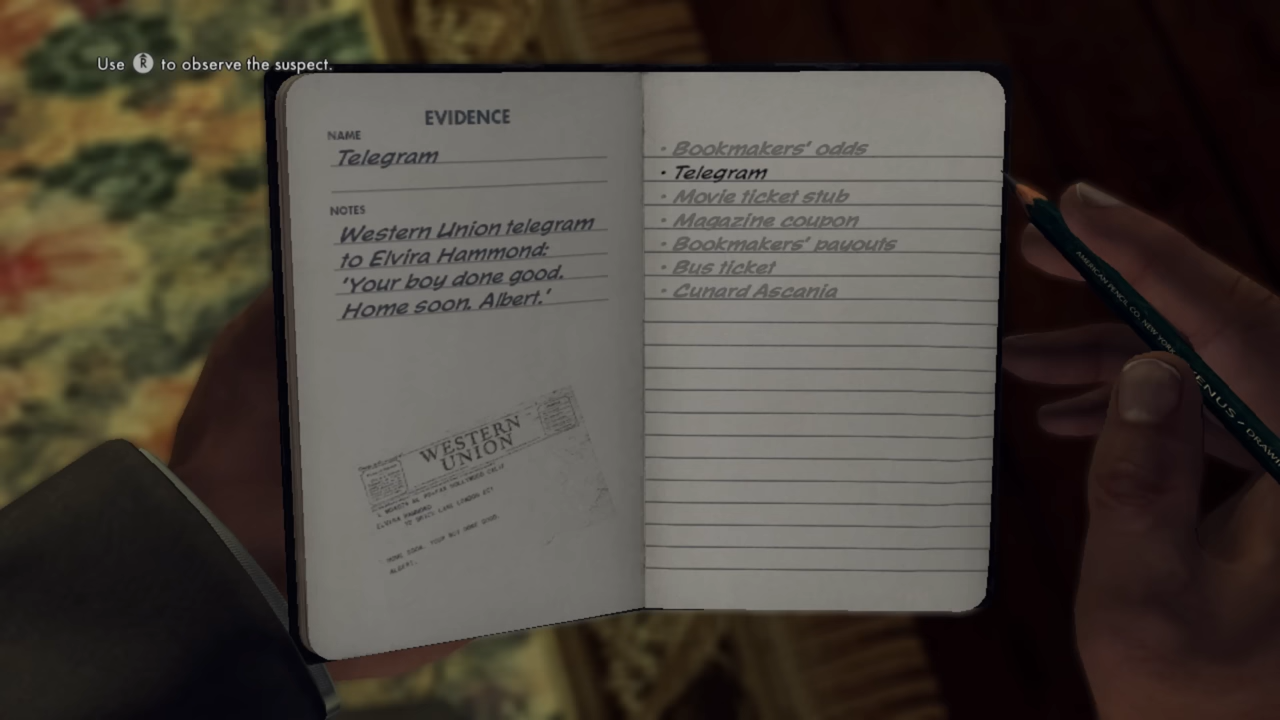 Use R to observe the suspect.
EVIDENCE
NAME
Telegram
NOTES
Western Union telegram
to Elvira Hammond:
'Your boy done good.
Home soon. Albert.'
WESTERN
UNION
ELVIRA HAMMOND
HOME SOON. YOUR BOY DONE GOOD.
ALBERT.
• Bookmakers' odds
• Telegram
• Movie ticket stub
• Magazine coupon
• Bookmakers' payouts
• Bus ticket
• Cunard Ascania
AMERICAN PENCIL CO. NEW YORK
VENUS / DRAWI